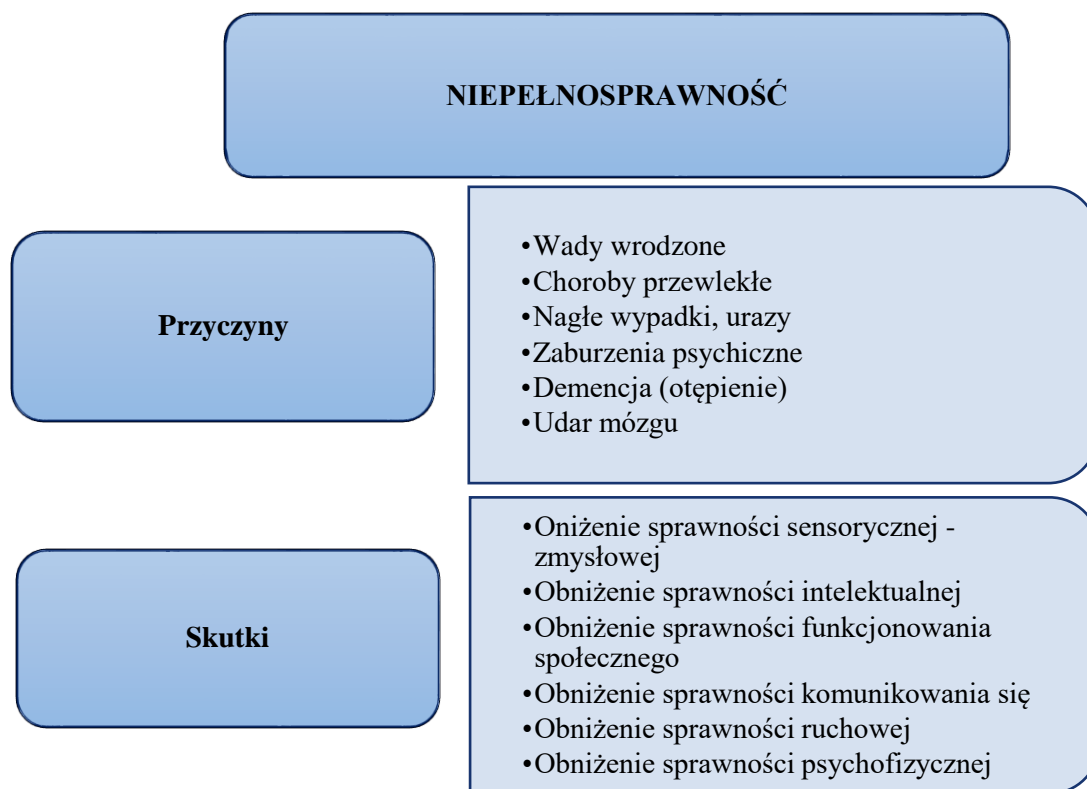 NIEPEŁNOSPRAWNOŚĆ
Przyczyny
•Wady wrodzone
•Choroby przewlekłe
•Nagłe wypadki, urazy
•Zaburzenia psychiczne
•Demencja (otępienie)
•Udar mózgu
Skutki
•Oniżenie sprawności sensorycznej -
zmysłowej
•Obniżenie sprawności intelektualnej
•Obniżenie sprawności funkcjonowania
społecznego
•Obniżenie sprawności komunikowania się
•Obniżenie sprawności ruchowej
•Obniżenie sprawności psychofizycznej